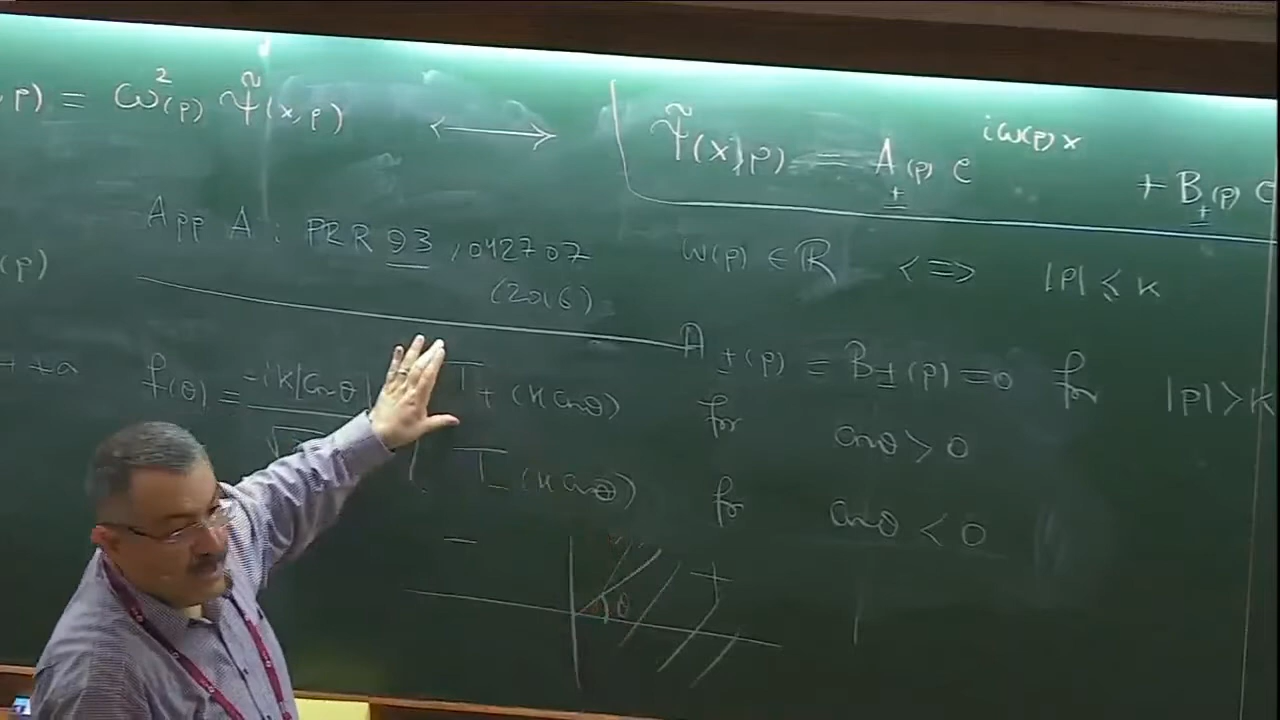 ,p) = ω²(p) ψ̃(x,p) ⟷ ψ̃(x,p) = A±(p) e^{iω(p)x}
+ B±(p) e
App A: PRR 93, 042707
(2016)
ω(p) ∈ ℝ <=> |p| ≤ k
(p)
A±(p) = B±(p) = 0 for |p| > k
→ ±a
f(θ) = -ik|cosθ|
√
T+(k cosθ) for cosθ > 0
T-(k cosθ) for cosθ < 0
− θ +